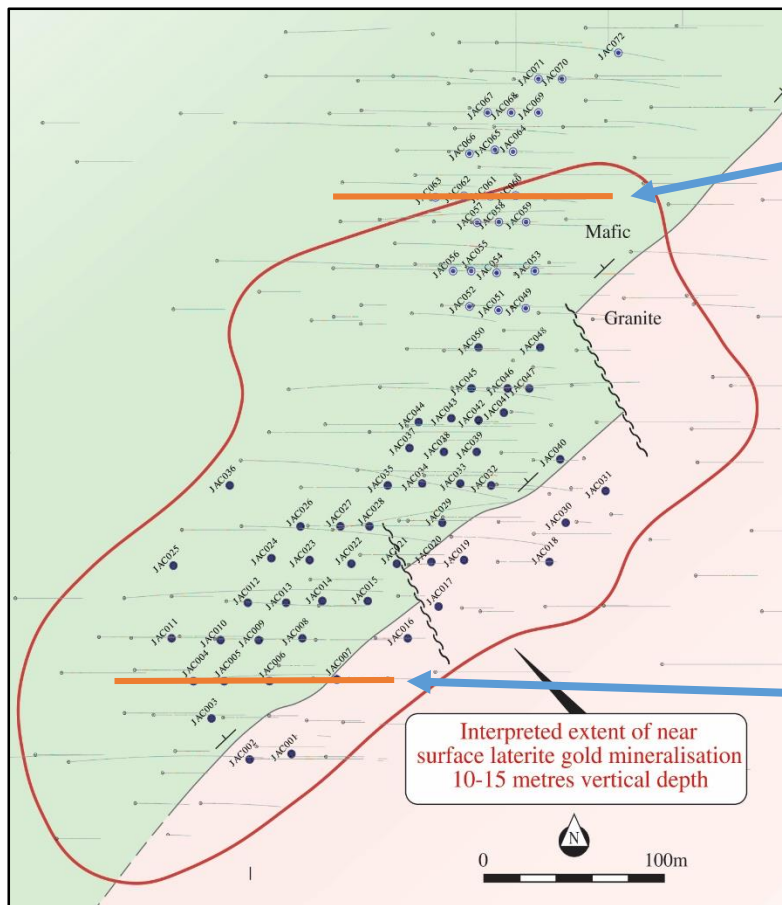 JAC072
JAC071 JAC070
JAC067 JAC068 JAC069
JAC066 JAC065 JAC064
JAC063 JAC062 JAC061 JAC060
JAC057 JAC058 JAC059
Mafic
JAC056 JAC055 JAC054 JAC053
JAC052 JAC051 JAC049
Granite
JAC050 JAC048
JAC045 JAC046 JAC047
JAC044 JAC043 JAC042 JAC041
JAC037 JAC038 JAC039
JAC040
JAC036 JAC035 JAC034 JAC033 JAC032
JAC031
JAC026 JAC027 JAC028 JAC029 JAC030
JAC025 JAC024 JAC023 JAC022 JAC021 JAC020 JAC019 JAC018
JAC012 JAC013 JAC014 JAC015 JAC017
JAC011 JAC010 JAC009 JAC008 JAC016
JAC004 JAC005 JAC006 JAC007
JAC003
JAC002 JAC001
Interpreted extent of near
surface laterite gold mineralisation
10-15 metres vertical depth
N
0 100m